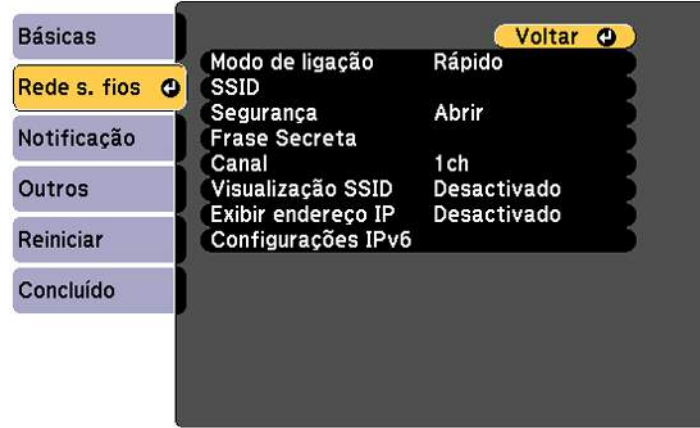 Básicas
Rede s. fios
Notificação
Outros
Reiniciar
Concluído
Voltar
Modo de ligação Rápido
SSID
Segurança Abrir
Frase Secreta
Canal 1ch
Visualização SSID Desactivado
Exibir endereço IP Desactivado
Configurações IPv6